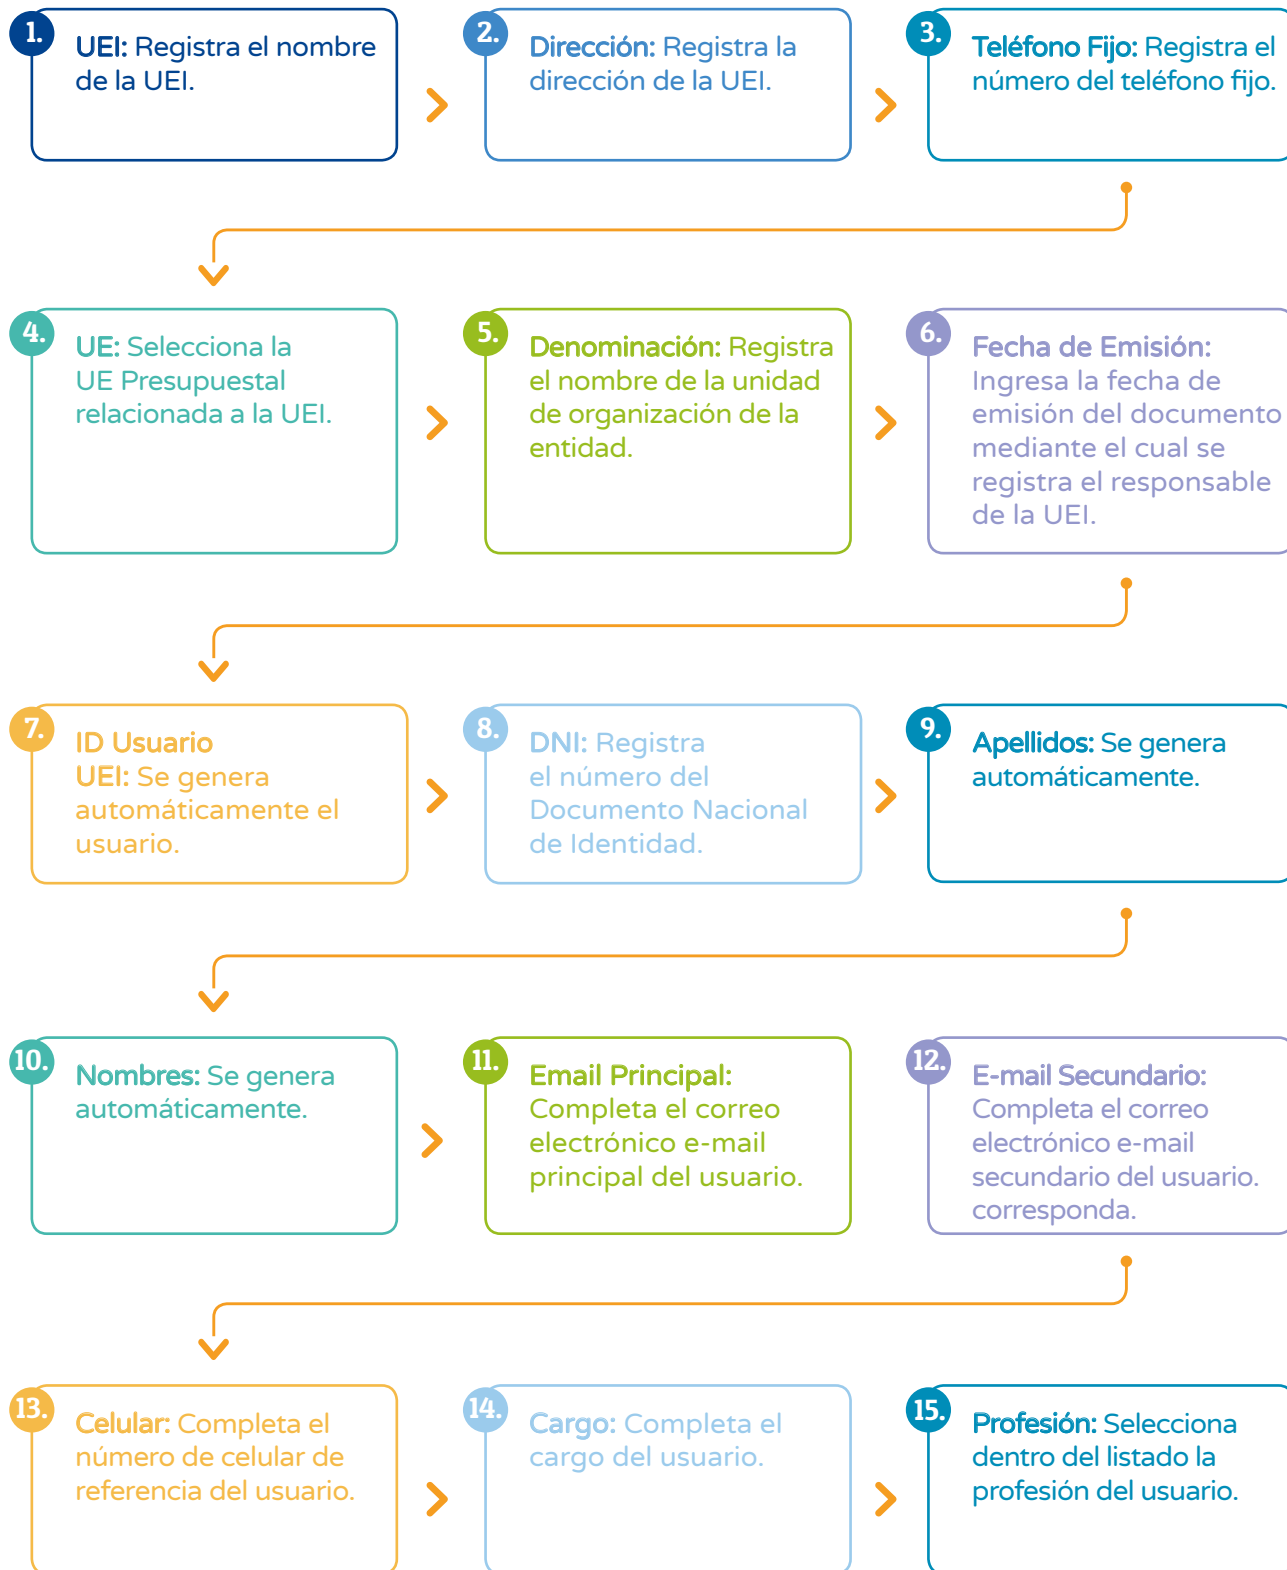 1.
UEI: Registra el nombre
de la UEI.
2.
Dirección: Registra la
dirección de la UEI.
3.
Teléfono Fijo: Registra el
número del teléfono fijo.
4.
UE: Selecciona la
UE Presupuestal
relacionada a la UEI.
5.
Denominación: Registra
el nombre de la unidad
de organización de la
entidad.
6.
Fecha de Emisión:
Ingresa la fecha de
emisión del documento
mediante el cual se
registra el responsable
de la UEI.
7.
ID Usuario
UEI: Se genera
automáticamente el
usuario.
8.
DNI: Registra
el número del
Documento Nacional
de Identidad.
9.
Apellidos: Se genera
automáticamente.
10.
Nombres: Se genera
automáticamente.
11.
Email Principal:
Completa el correo
electrónico e-mail
principal del usuario.
12.
E-mail Secundario:
Completa el correo
electrónico e-mail
secundario del usuario.
corresponda.
13.
Celular: Completa el
número de celular de
referencia del usuario.
14.
Cargo: Completa el
cargo del usuario.
15.
Profesión: Selecciona
dentro del listado la
profesión del usuario.